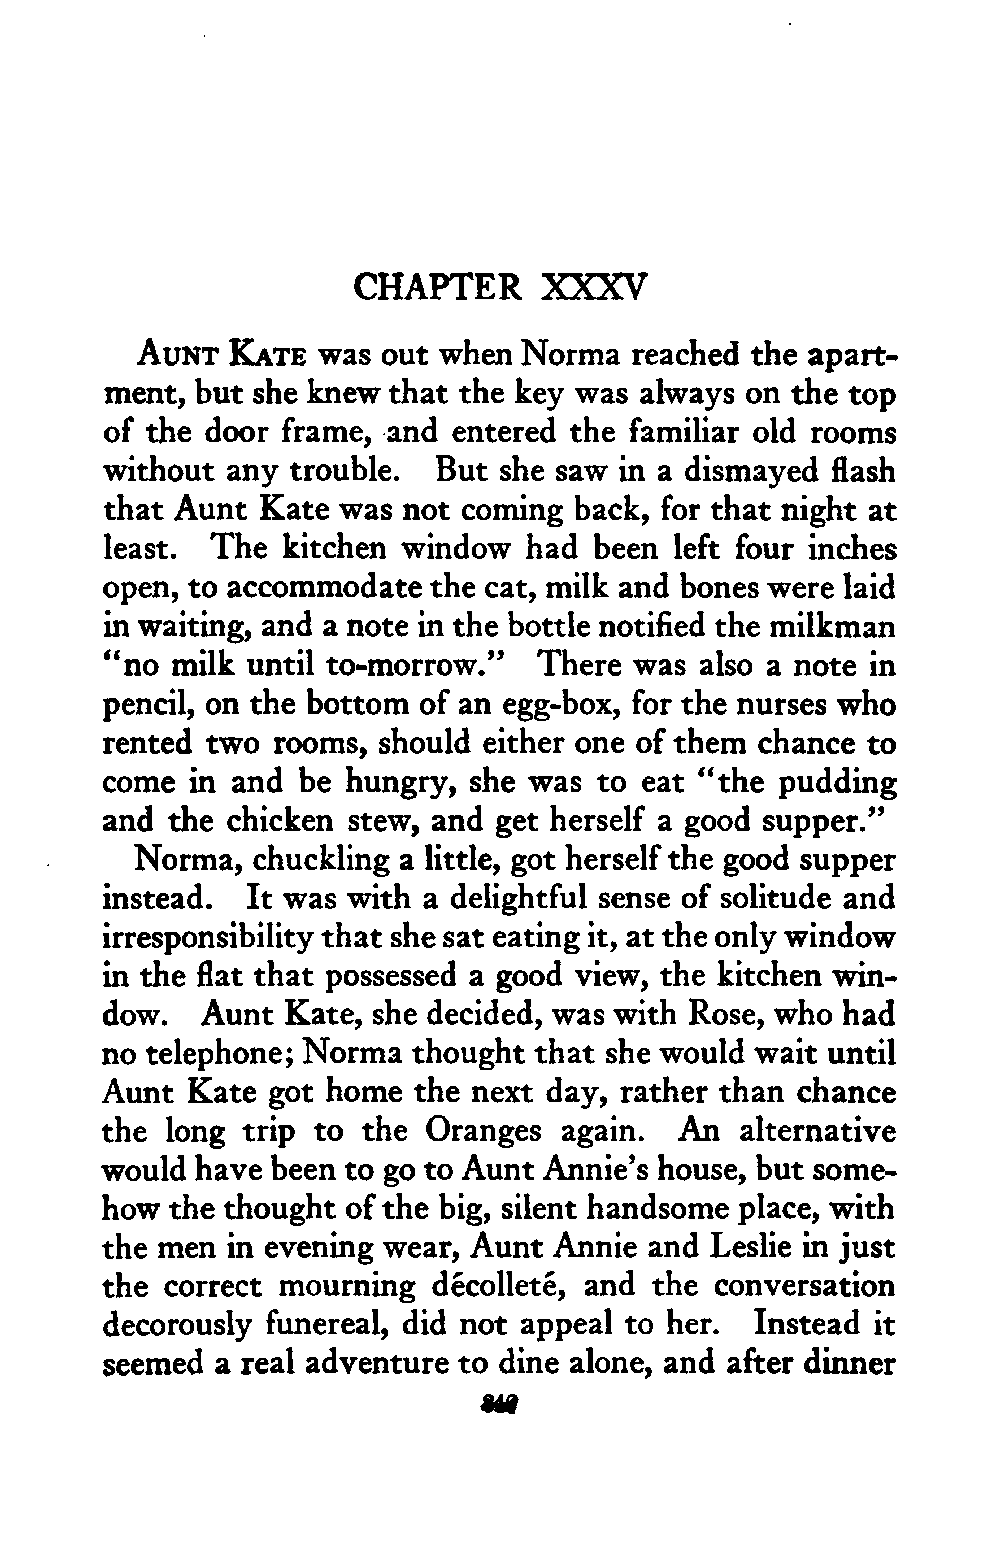 CHAPTER XXXV
AUNT KATE was out when Norma reached the apart-
ment, but she knew that the key was always on the top
of the door frame, and entered the familiar old rooms
without any trouble. But she saw in a dismayed flash
that Aunt Kate was not coming back, for that night at
least. The kitchen window had been left four inches
open, to accommodate the cat, milk and bones were laid
in waiting, and a note in the bottle notified the milkman
“no milk until to-morrow.” There was also a note in
pencil, on the bottom of an egg-box, for the nurses who
rented two rooms, should either one of them chance to
come in and be hungry, she was to eat “the pudding
and the chicken stew, and get herself a good supper.”
Norma, chuckling a little, got herself the good supper
instead. It was with a delightful sense of solitude and
irresponsibility that she sat eating it, at the only window
in the flat that possessed a good view, the kitchen win-
dow. Aunt Kate, she decided, was with Rose, who had
no telephone; Norma thought that she would wait until
Aunt Kate got home the next day, rather than chance
the long trip to the Oranges again. An alternative
would have been to go to Aunt Annie’s house, but some-
how the thought of the big, silent handsome place, with
the men in evening wear, Aunt Annie and Leslie in just
the correct mourning décolleté, and the conversation
decorously funereal, did not appeal to her. Instead it
seemed a real adventure to dine alone, and after dinner